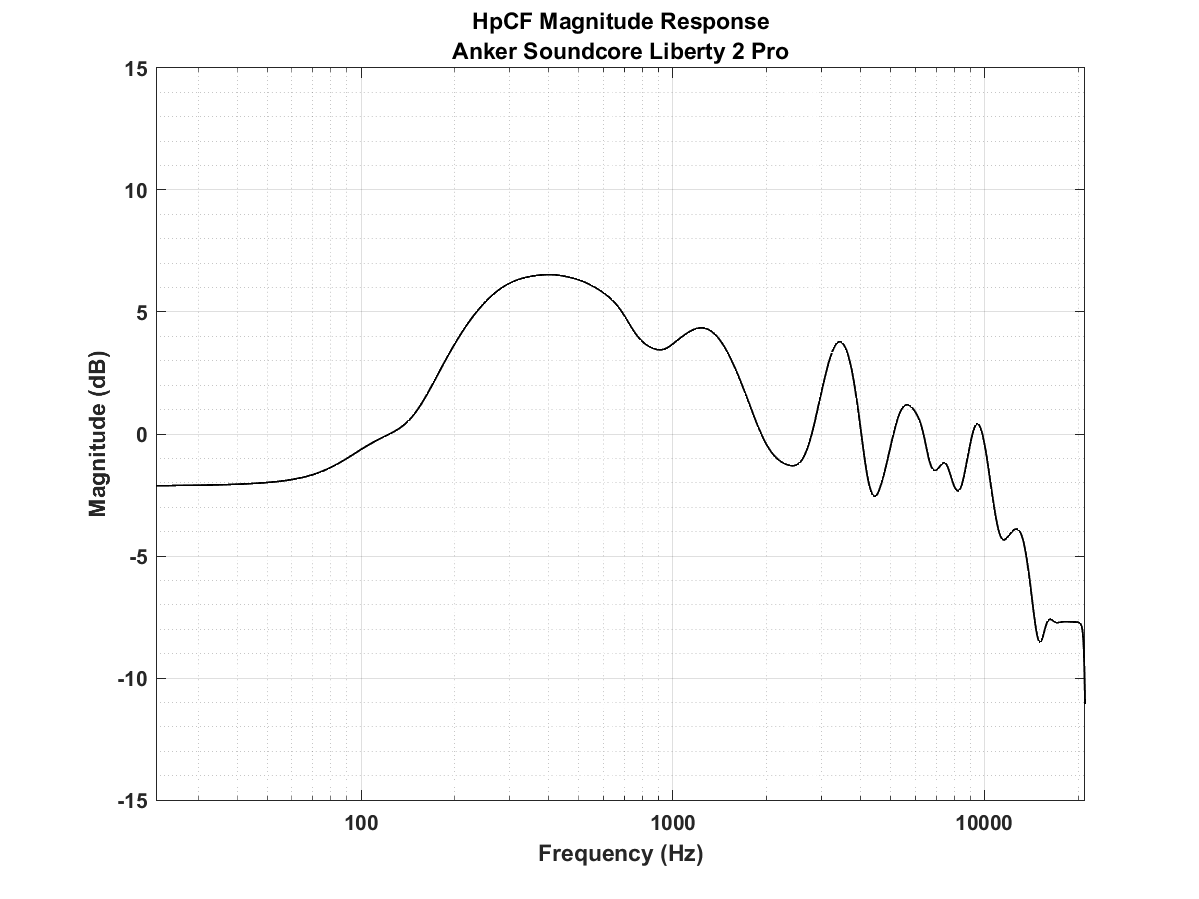 HpCF Magnitude Response
Anker Soundcore Liberty 2 Pro
15
10
5
0
-5
-10
-15
Magnitude (dB)
100 1000 10000
Frequency (Hz)